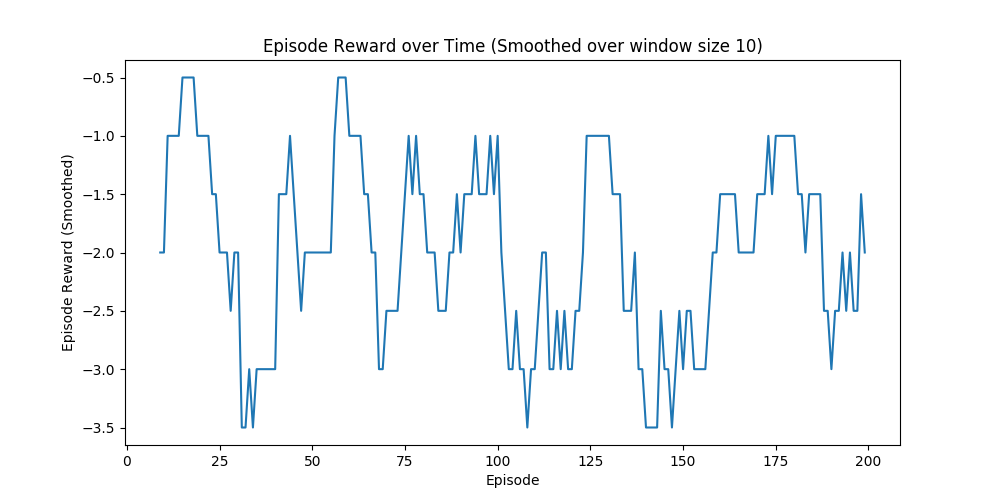 Episode Reward over Time (Smoothed over window size 10)
−0.5
−1.0
−1.5
−2.0
−2.5
−3.0
−3.5
Episode Reward (Smoothed)
0 25 50 75 100 125 150 175 200
Episode